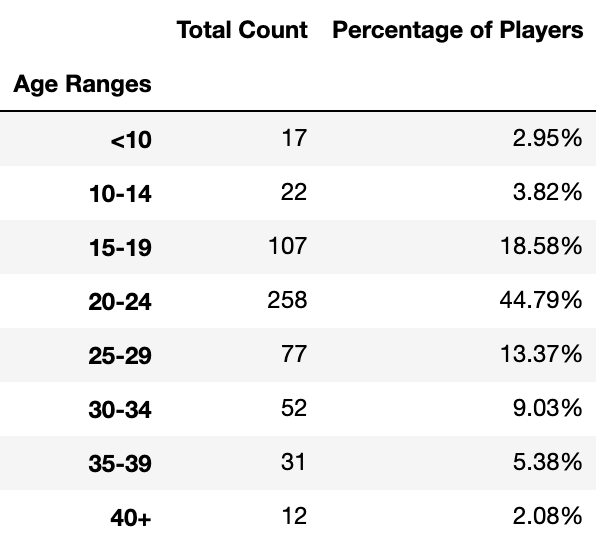 Total Count Percentage of Players
Age Ranges
<10 17 2.95%
10-14 22 3.82%
15-19 107 18.58%
20-24 258 44.79%
25-29 77 13.37%
30-34 52 9.03%
35-39 31 5.38%
40+ 12 2.08%